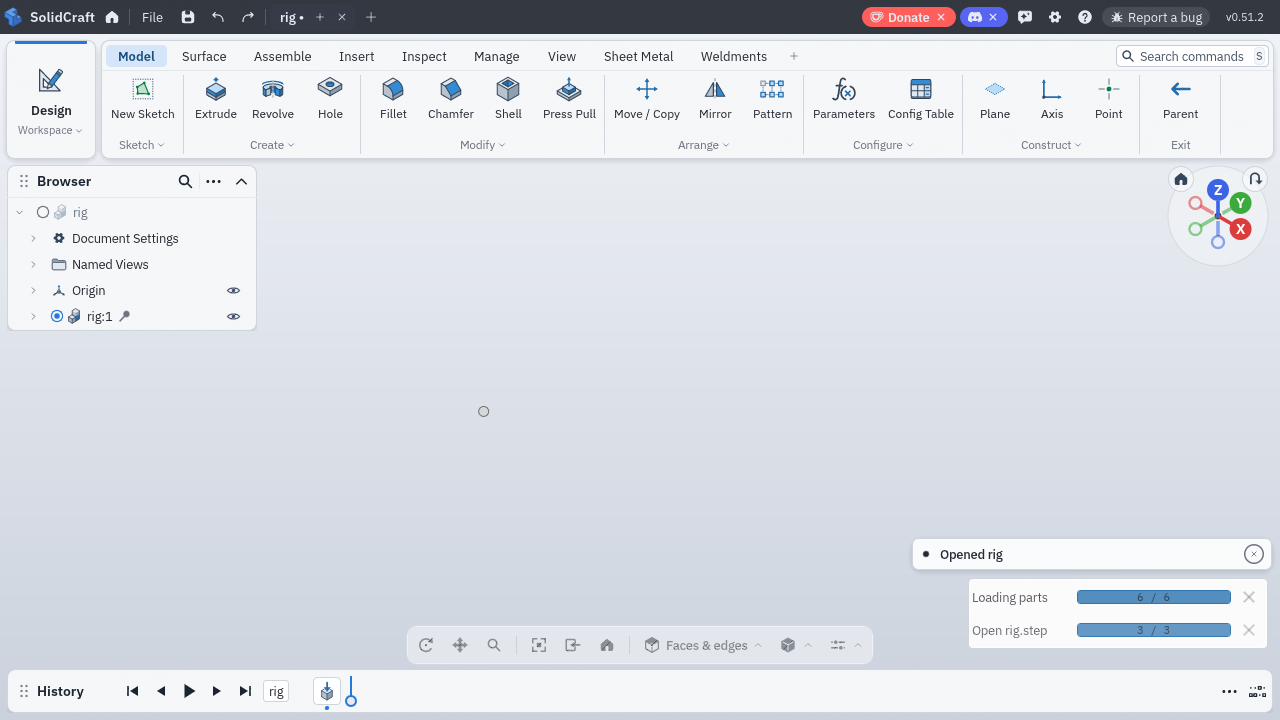 SolidCraft
File
rig •
Donate
Report a bug
v0.51.2
Design
Workspace
Model
Surface
Assemble
Insert
Inspect
Manage
View
Sheet Metal
Weldments
Search commands
S
New Sketch
Extrude
Revolve
Hole
Fillet
Chamfer
Shell
Press Pull
Move / Copy
Mirror
Pattern
Parameters
Config Table
Plane
Axis
Point
Parent
Sketch
Create
Modify
Arrange
Configure
Construct
Exit
Browser
rig
Document Settings
Named Views
Origin
rig:1
Z
Y
X
Opened rig
Loading parts
6 / 6
Open rig.step
3 / 3
Faces & edges
History
rig